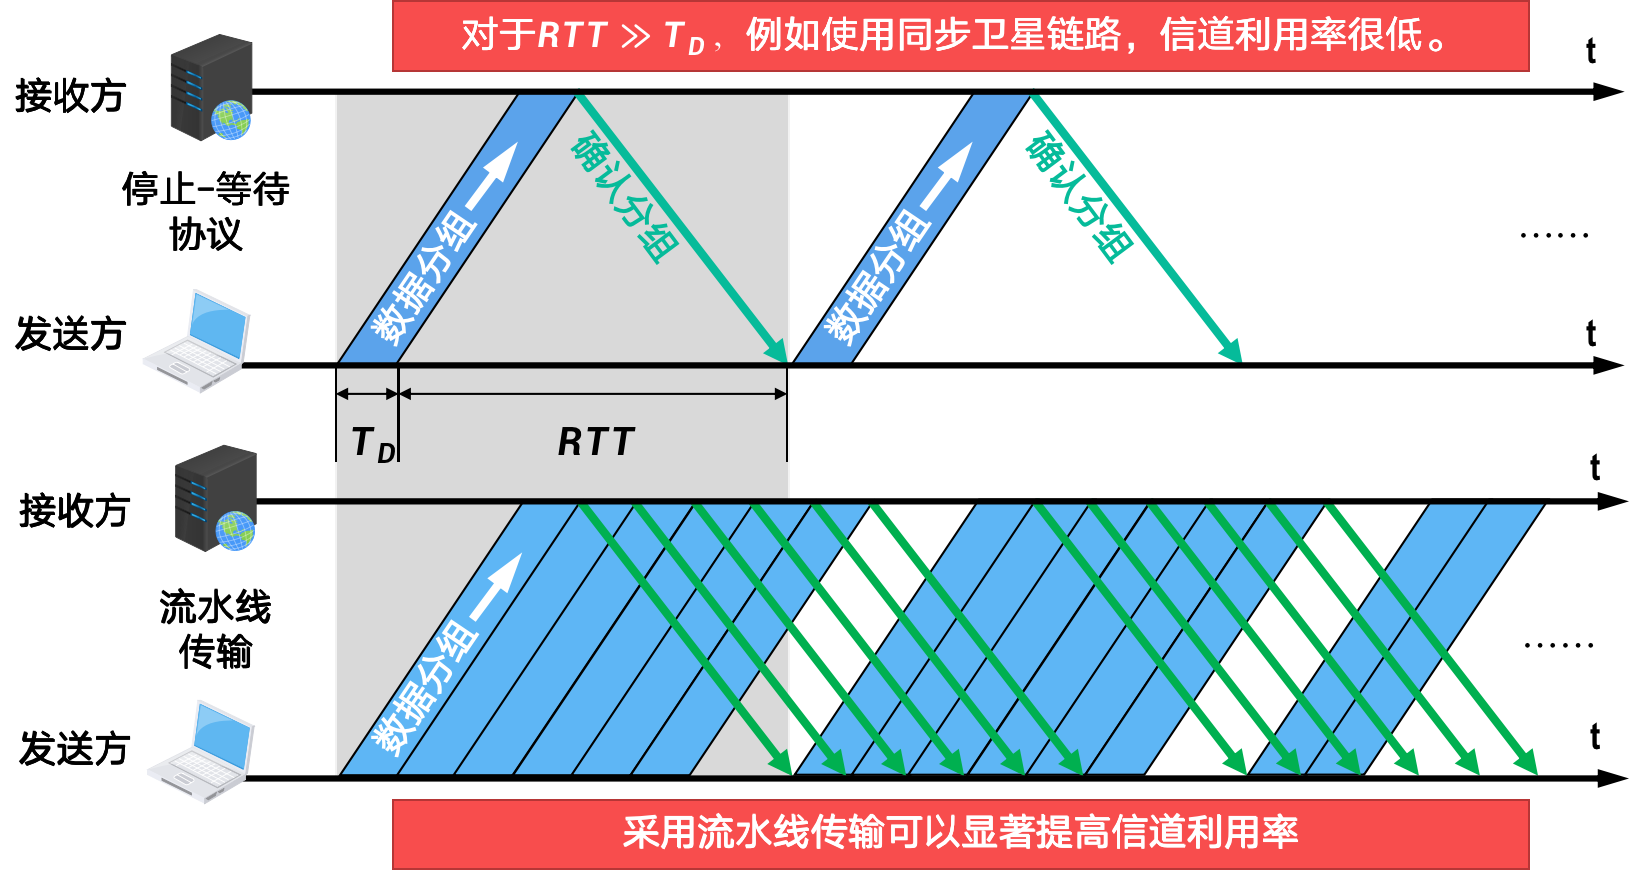 对于RTT ≫ T_D，例如使用同步卫星链路，信道利用率很低。
t
接收方
确认分组
确认分组
停止-等待
协议
数据分组
数据分组
……
发送方
t
T_D
RTT
t
接收方
流水线
传输
数据分组
……
发送方
t
采用流水线传输可以显著提高信道利用率